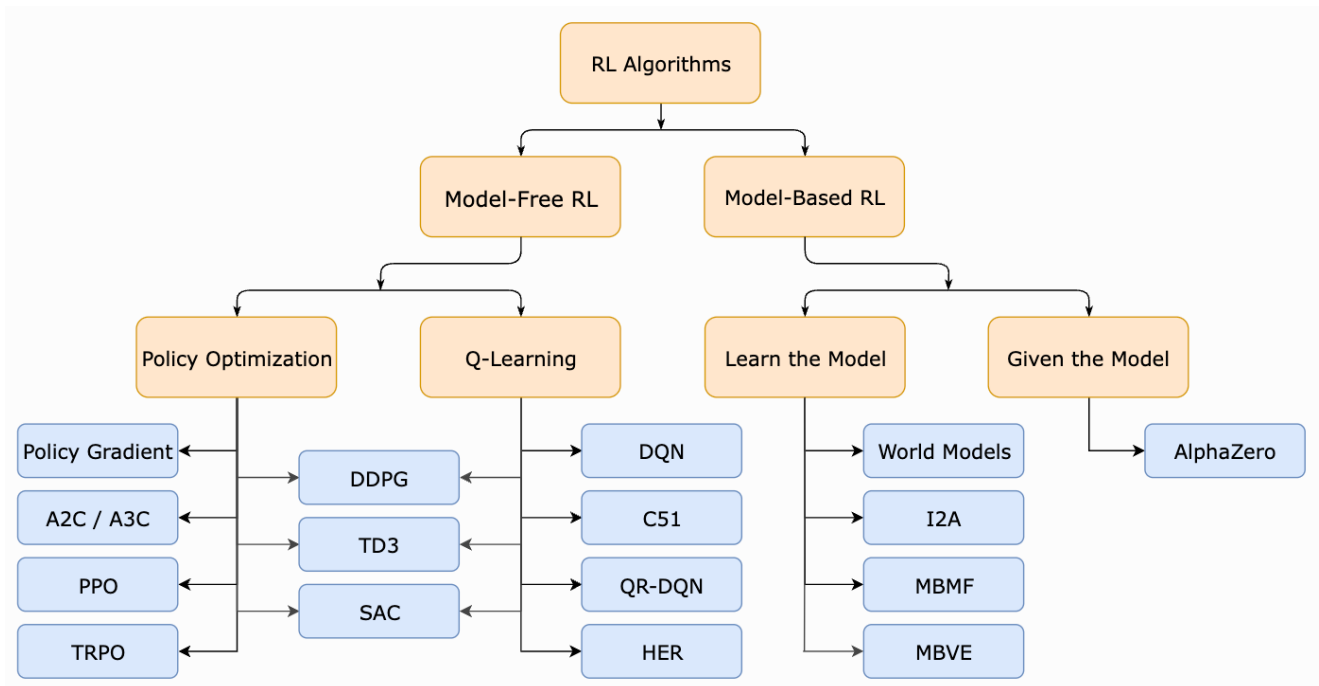 RL Algorithms
Model-Free RL
Model-Based RL
Policy Optimization
Q-Learning
Learn the Model
Given the Model
Policy Gradient
A2C / A3C
PPO
TRPO
DDPG
TD3
SAC
DQN
C51
QR-DQN
HER
World Models
I2A
MBMF
MBVE
AlphaZero